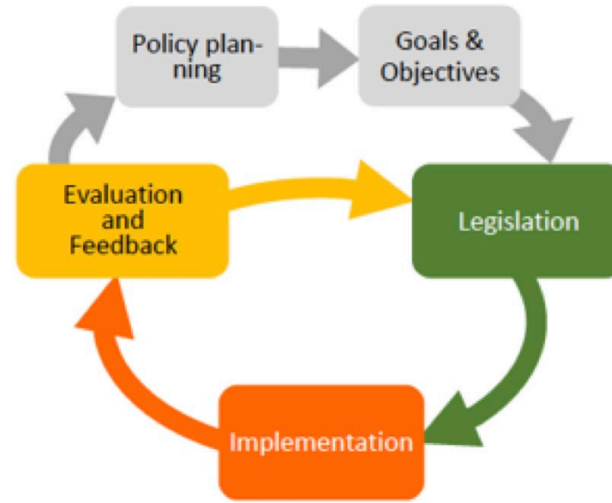 Policy plan-
ning
Goals &
Objectives
Evaluation
and
Feedback
Legislation
Implementation